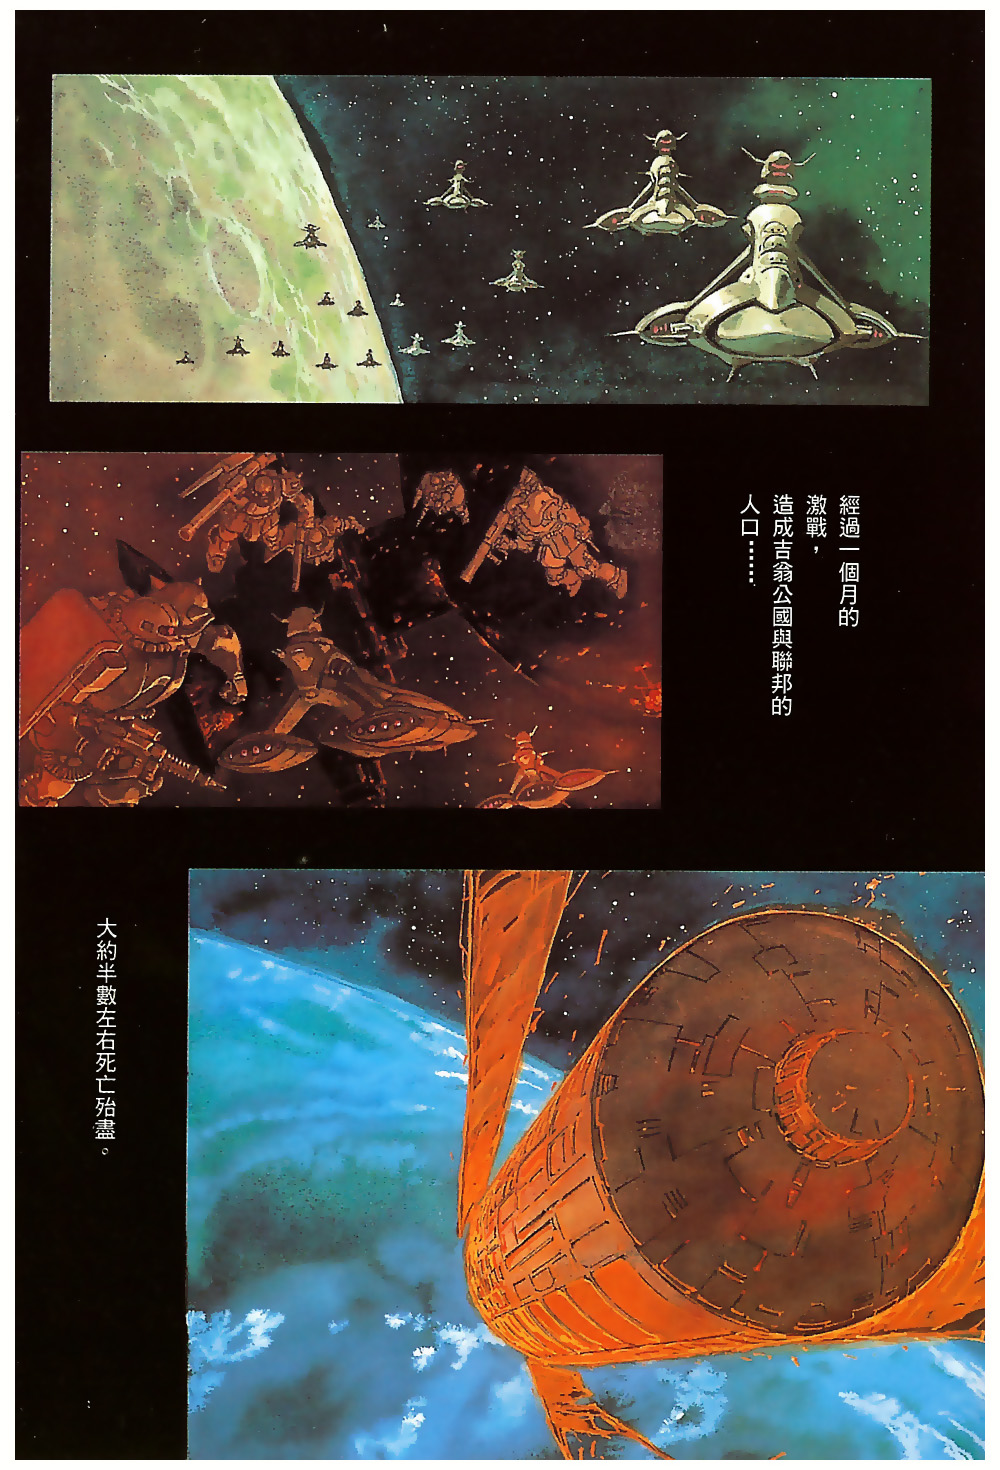 經過一個月的
激戰，
造成吉翁公國與聯邦的
人口⋯⋯
大約半數左右死亡殆盡。